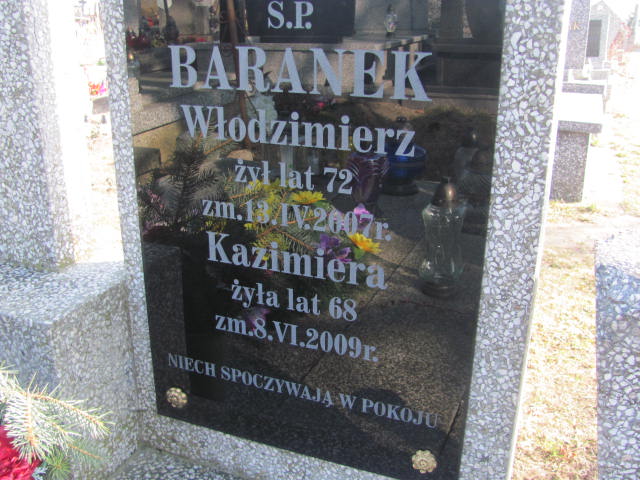 S.P.
BARANEK
Włodzimierz
żył lat 72
zm.13.IV.2007r.
Kazimiera
żyła lat 68
zm.8.VI.2009r.
NIECH SPOCZYWAJĄ W POKOJU